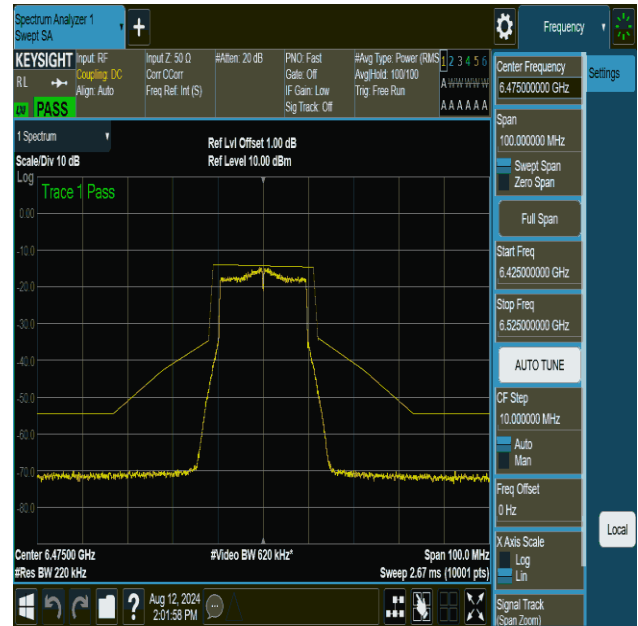 Spectrum Analyzer 1
Swept SA
+
Frequency
KEYSIGHT
RL
PASS
Input: RF
Coupling: DC
Align: Auto
Input Z: 50 Ω
Corr CCorr
Freq Ref: Int (S)
#Atten: 20 dB
PNO: Fast
Gate: Off
IF Gain: Low
Sig Track: Off
#Avg Type: Power (RMS
Avg|Hold: 100/100
Trig: Free Run
1 2 3 4 5 6
A W W W W W
A A A A A A
Center Frequency
6.475000000 GHz
Settings
Span
100.000000 MHz
Swept Span
Zero Span
Full Span
Start Freq
6.425000000 GHz
Stop Freq
6.525000000 GHz
AUTO TUNE
CF Step
10.000000 MHz
Auto
Man
Freq Offset
0 Hz
X Axis Scale
Log
Lin
Signal Track
(Span Zoom)
Local
1 Spectrum
Scale/Div 10 dB
Ref Lvl Offset 1.00 dB
Ref Level 10.00 dBm
Log
Trace 1 Pass
0.00
-10.0
-20.0
-30.0
-40.0
-50.0
-60.0
-70.0
-80.0
Center 6.47500 GHz
#Res BW 220 kHz
#Video BW 620 kHz*
Span 100.0 MHz
Sweep 2.67 ms (10001 pts)
?
Aug 12, 2024
2:01:58 PM